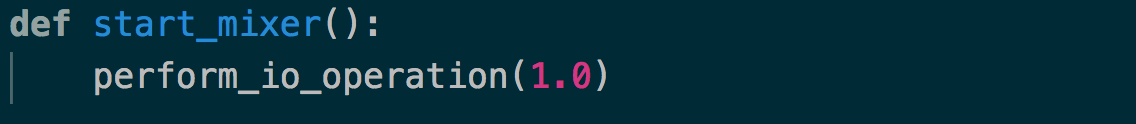 def start_mixer():
    perform_io_operation(1.0)